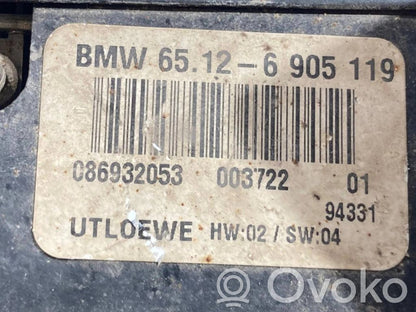 BMW 65.12-6 905 119
086932053 003722 01
94331
UTLOEWE HW:02 / SW:04
Ovoko